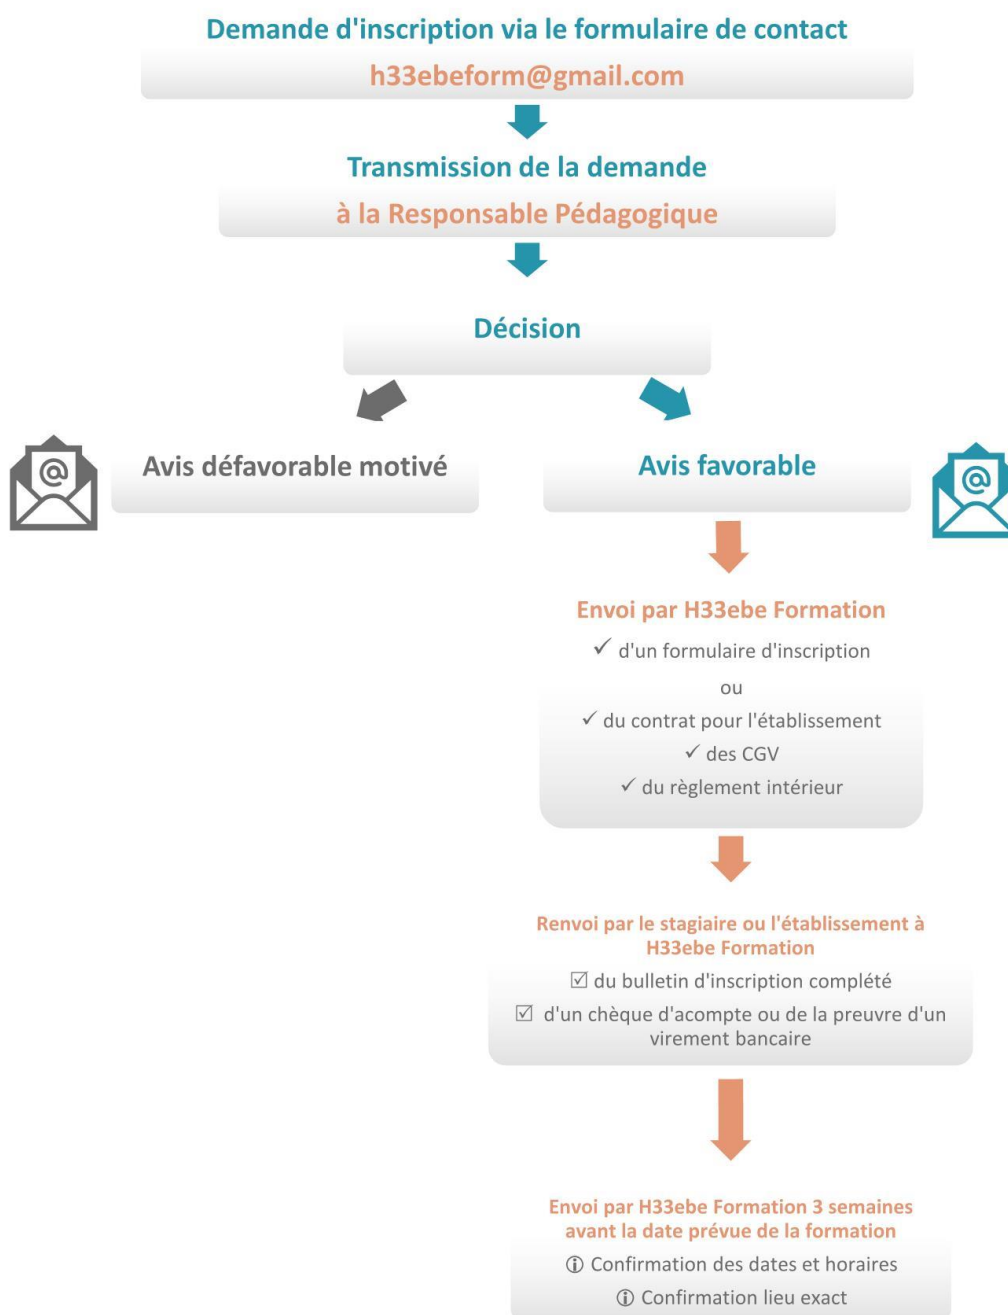 Demande d'inscription via le formulaire de contact
h33ebeform@gmail.com
Transmission de la demande
à la Responsable Pédagogique
Décision
@
Avis défavorable motivé
Avis favorable
@
Envoi par H33ebe Formation
✓ d'un formulaire d'inscription
ou
✓ du contrat pour l'établissement
✓ des CGV
✓ du règlement intérieur
Renvoi par le stagiaire ou l'établissement à
H33ebe Formation
☑ du bulletin d'inscription complété
☑ d'un chèque d'acompte ou de la preuvre d'un
virement bancaire
Envoi par H33ebe Formation 3 semaines
avant la date prévue de la formation
ⓘ Confirmation des dates et horaires
ⓘ Confirmation lieu exact